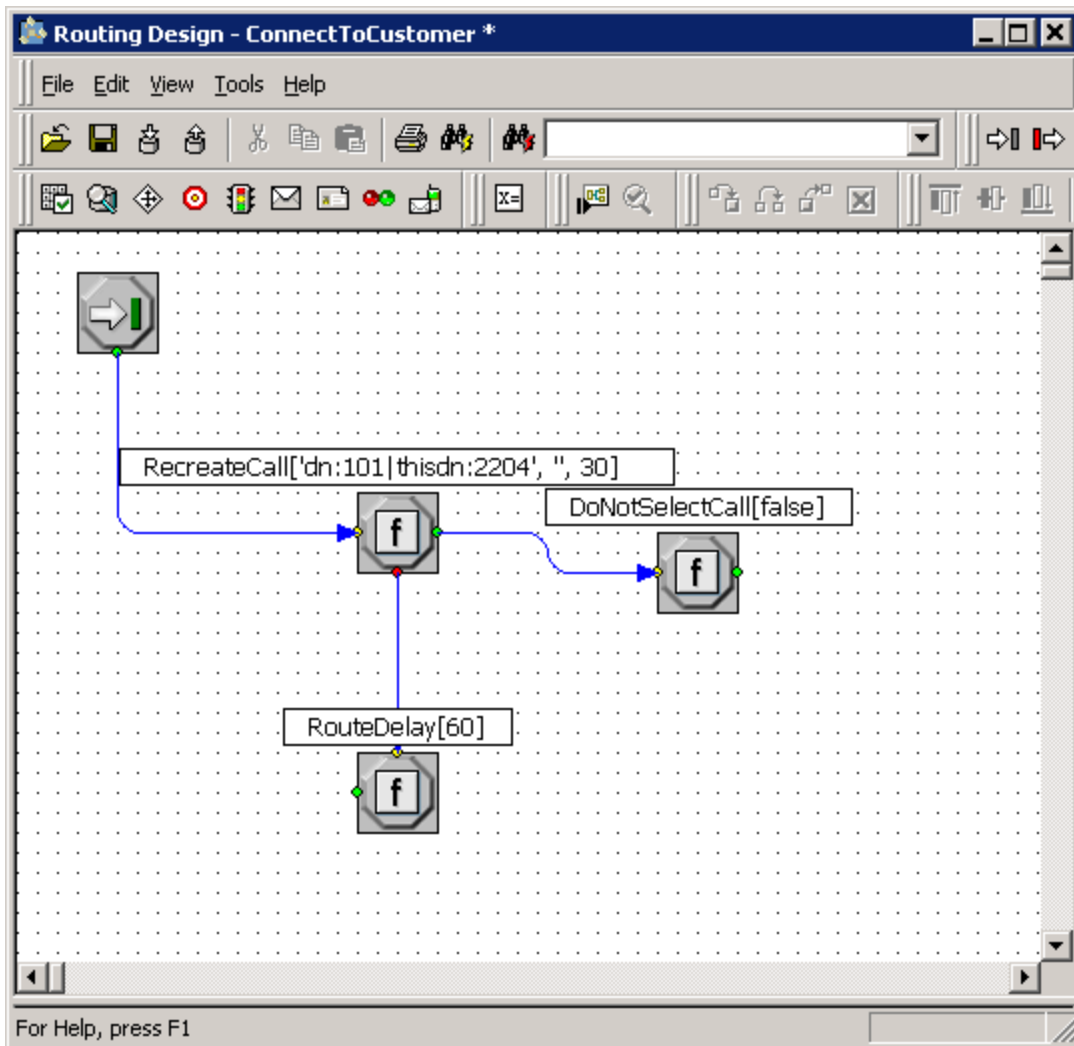 Routing Design - ConnectToCustomer *
File Edit View Tools Help
X=
RecreateCall['dn:101|thisdn:2204', '', 30]
DoNotSelectCall[false]
f
f
RouteDelay[60]
f
For Help, press F1